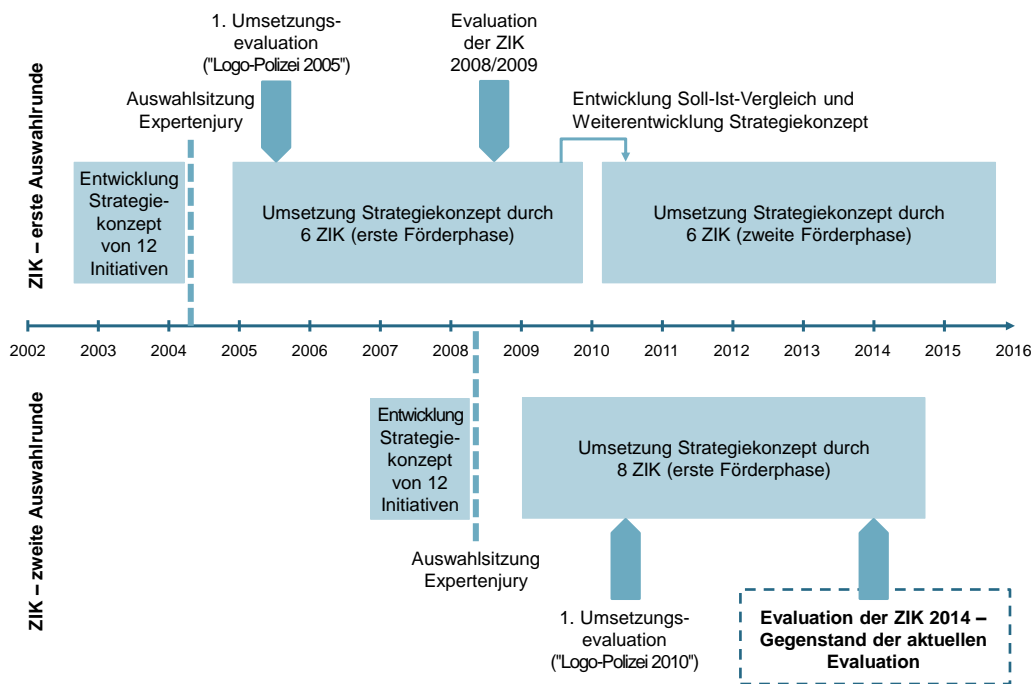 ZIK – erste Auswahlrunde
1. Umsetzungs-
evaluation
("Logo-Polizei 2005")
Evaluation
der ZIK
2008/2009
Auswahlsitzung
Expertenjury
Entwicklung Soll-Ist-Vergleich und
Weiterentwicklung Strategiekonzept
Entwicklung
Strategie-
konzept
von 12
Initiativen
Umsetzung Strategiekonzept durch
6 ZIK (erste Förderphase)
Umsetzung Strategiekonzept durch
6 ZIK (zweite Förderphase)
2002 2003 2004 2005 2006 2007 2008 2009 2010 2011 2012 2013 2014 2015 2016
ZIK – zweite Auswahlrunde
Entwicklung
Strategie-
konzept
von 12
Initiativen
Umsetzung Strategiekonzept durch
8 ZIK (erste Förderphase)
Auswahlsitzung
Expertenjury
1. Umsetzungs-
evaluation
("Logo-Polizei 2010")
Evaluation der ZIK 2014 –
Gegenstand der aktuellen
Evaluation